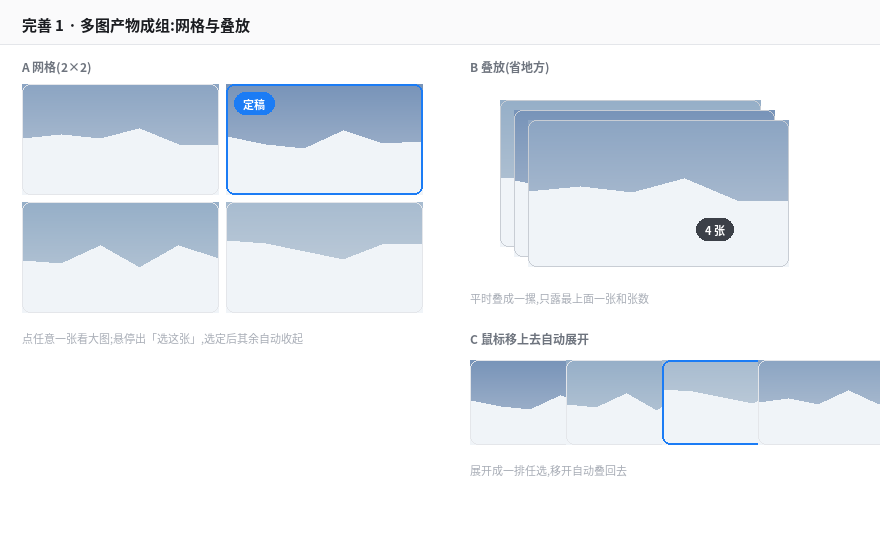 完善 1 · 多图产物成组:网格与叠放
A 网格(2×2)
定稿
点任意一张看大图;悬停出「选这张」,选定后其余自动收起
B 叠放(省地方)
4 张
平时叠成一摞,只露最上面一张和张数
C 鼠标移上去自动展开
展开成一排任选,移开自动叠回去